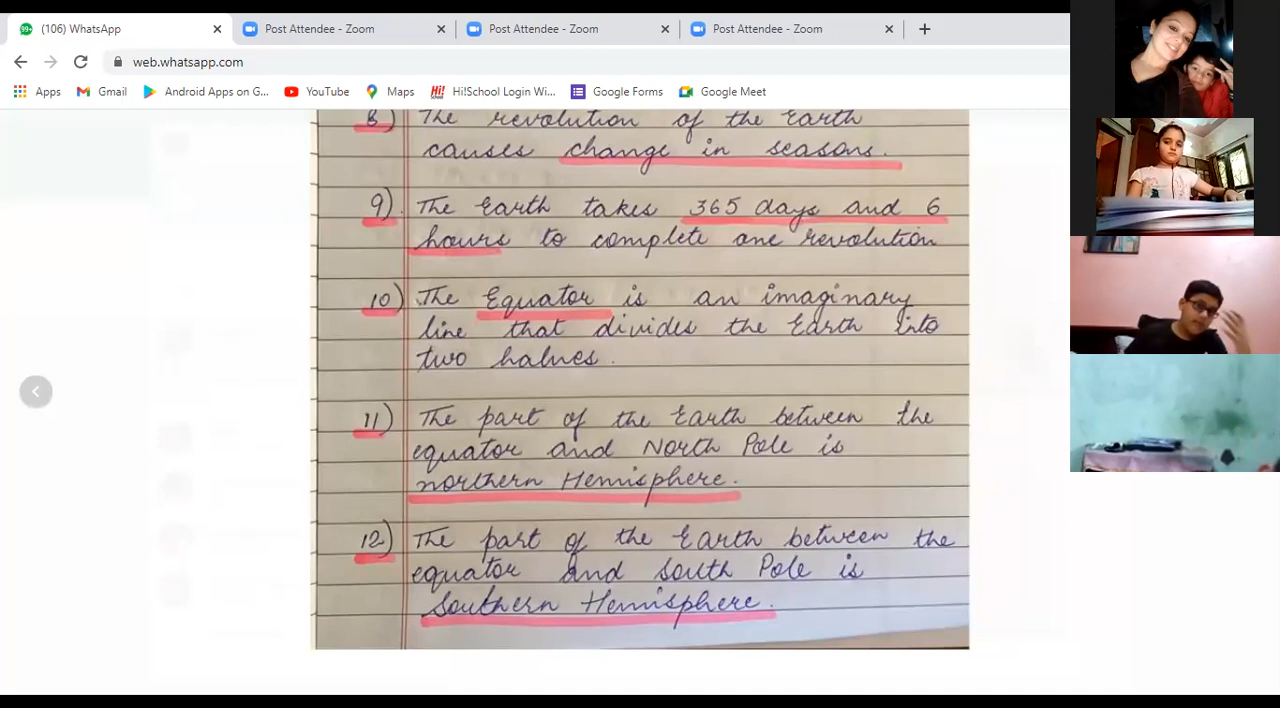 (106) WhatsApp
Post Attendee - Zoom
Post Attendee - Zoom
Post Attendee - Zoom
web.whatsapp.com
Apps
Gmail
Android Apps on G...
YouTube
Maps
Hi! School
Hi!School Login Wi...
Google Forms
Google Meet
8) The revolution of the Earth
causes change in seasons.
9) The Earth takes 365 days and 6
hours to complete one revolution
10) The Equator is an imaginary
line that divides the Earth into
two halves.
11) The part of the Earth between the
equator and North Pole is
northern Hemisphere.
12) The part of the Earth between the
equator and south Pole is
Southern Hemisphere.